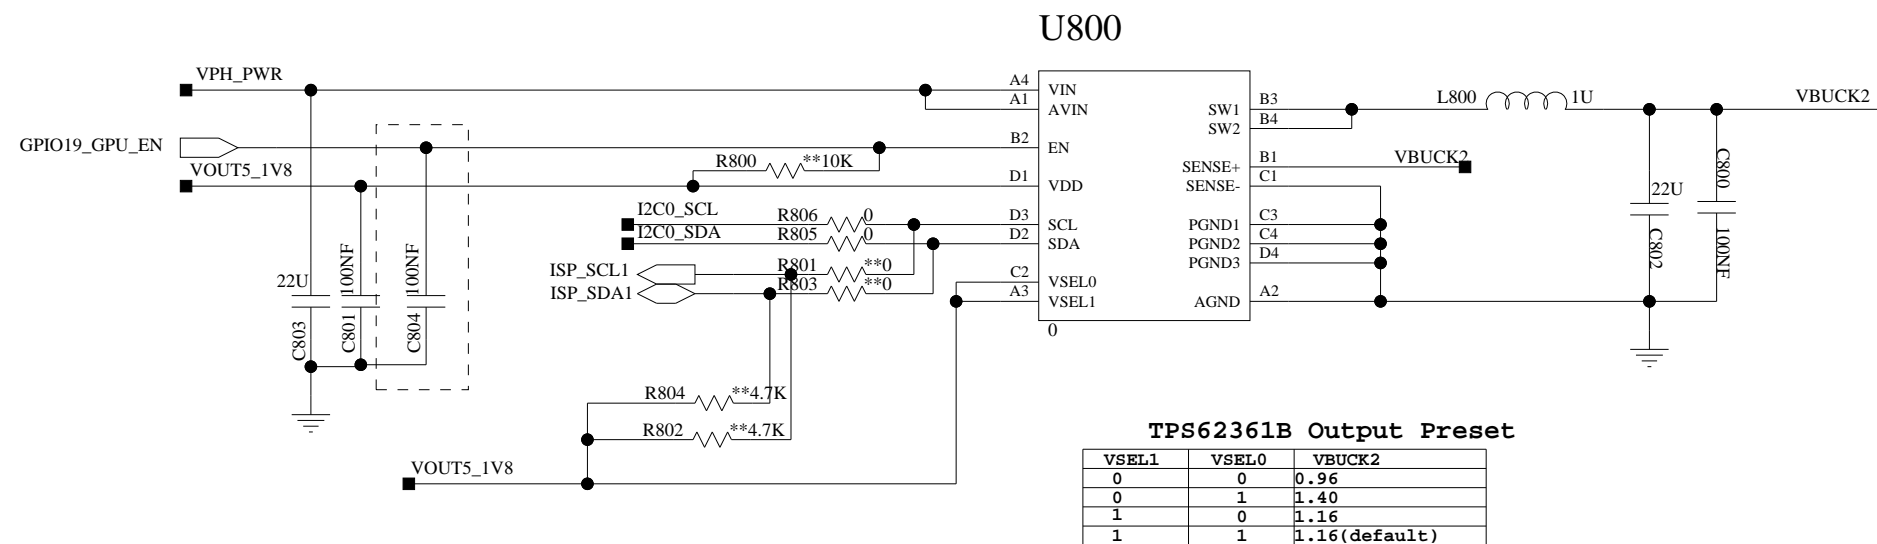 U800
VPH_PWR
A4
VIN
A1
AVIN
B3
SW1
B4
SW2
L800
1U
VBUCK2
GPIO19_GPU_EN
B2
EN
R800
**10K
VOUT5_1V8
D1
VDD
B1
SENSE+
VBUCK2
C1
SENSE-
I2C0_SCL
R806
0
D3
SCL
I2C0_SDA
R805
0
D2
SDA
C3
PGND1
C4
PGND2
D4
PGND3
ISP_SCL1
R801
**0
ISP_SDA1
R803
**0
C2
VSEL0
A3
VSEL1
A2
AGND
0
22U
C803
100NF
C801
100NF
C804
22U
C802
C800
100NF
R804
**4.7K
R802
**4.7K
VOUT5_1V8
TPS62361B Output Preset
VSEL1 VSEL0 VBUCK2
0 0 0.96
0 1 1.40
1 0 1.16
1 1 1.16(default)